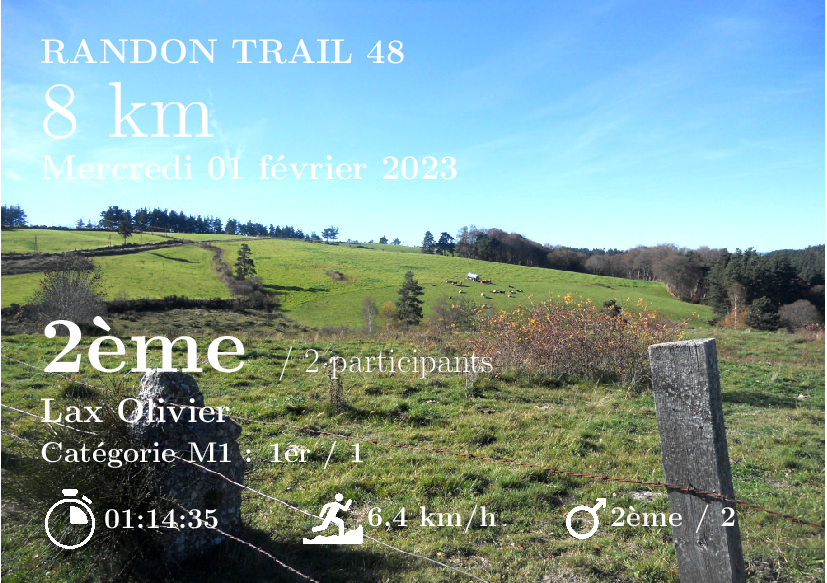 RANDON TRAIL 48
8 km
Mercredi 01 février 2023
2ème / 2 participants
Lax Olivier
Catégorie M1 : 1er / 1
01:14:35 6,4 km/h 2ème / 2